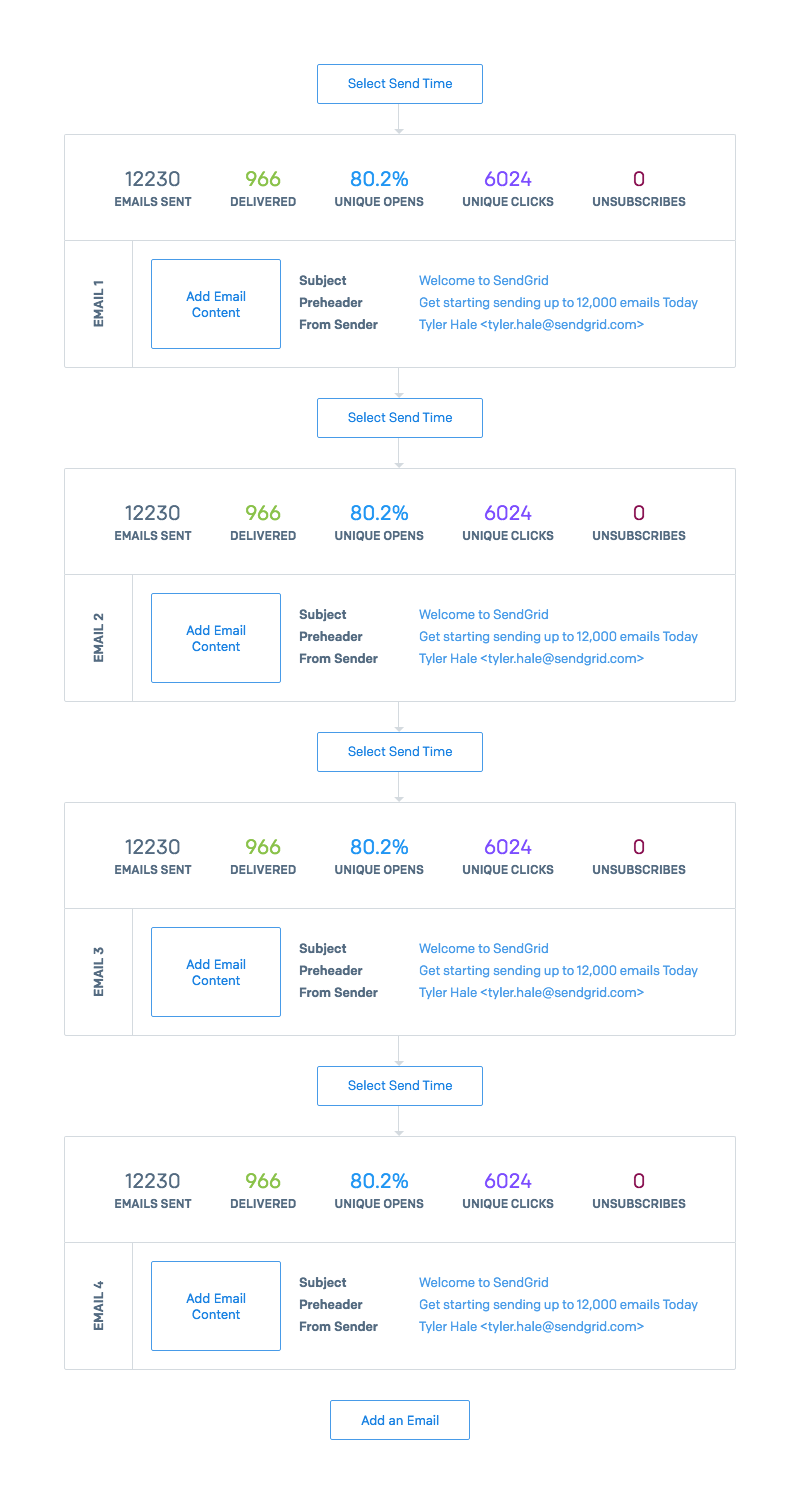 Select Send Time
12230 966 80.2% 6024 0
EMAILS SENT DELIVERED UNIQUE OPENS UNIQUE CLICKS UNSUBSCRIBES
EMAIL 1
Add Email
Content
Subject Welcome to SendGrid
Preheader Get starting sending up to 12,000 emails Today
From Sender Tyler Hale <tyler.hale@sendgrid.com>
Select Send Time
12230 966 80.2% 6024 0
EMAILS SENT DELIVERED UNIQUE OPENS UNIQUE CLICKS UNSUBSCRIBES
EMAIL 2
Add Email
Content
Subject Welcome to SendGrid
Preheader Get starting sending up to 12,000 emails Today
From Sender Tyler Hale <tyler.hale@sendgrid.com>
Select Send Time
12230 966 80.2% 6024 0
EMAILS SENT DELIVERED UNIQUE OPENS UNIQUE CLICKS UNSUBSCRIBES
EMAIL 3
Add Email
Content
Subject Welcome to SendGrid
Preheader Get starting sending up to 12,000 emails Today
From Sender Tyler Hale <tyler.hale@sendgrid.com>
Select Send Time
12230 966 80.2% 6024 0
EMAILS SENT DELIVERED UNIQUE OPENS UNIQUE CLICKS UNSUBSCRIBES
EMAIL 4
Add Email
Content
Subject Welcome to SendGrid
Preheader Get starting sending up to 12,000 emails Today
From Sender Tyler Hale <tyler.hale@sendgrid.com>
Add an Email